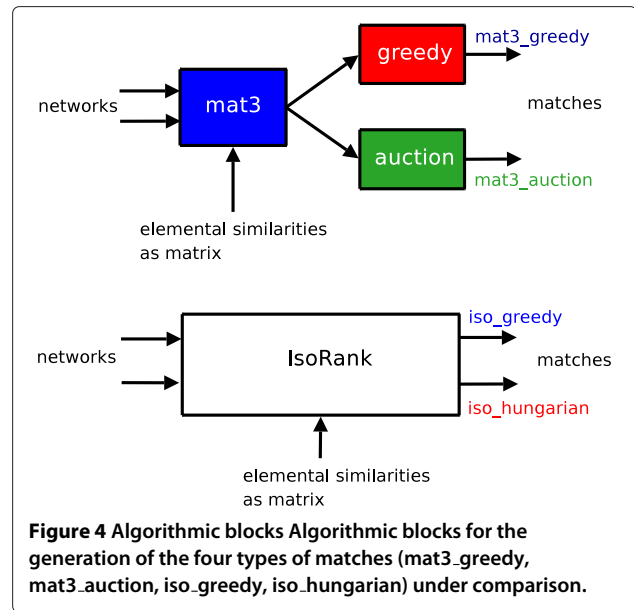 mat3_greedy
greedy
networks
mat3
matches
auction
mat3_auction
elemental similarities
as matrix
iso_greedy
networks
IsoRank
matches
iso_hungarian
elemental similarities
as matrix
Figure 4 Algorithmic blocks Algorithmic blocks for the
generation of the four types of matches (mat3_greedy,
mat3_auction, iso_greedy, iso_hungarian) under comparison.